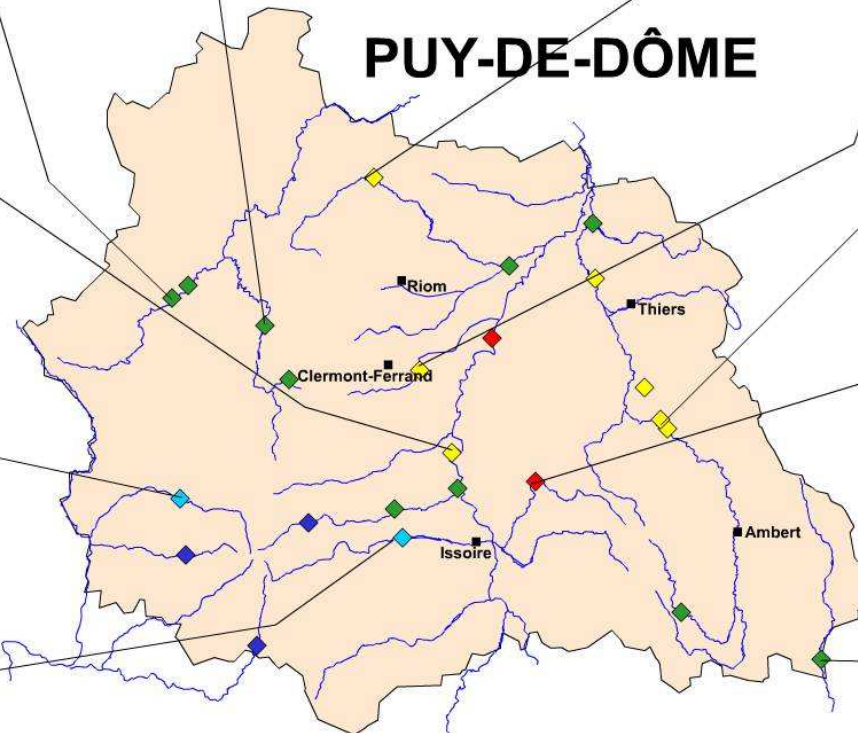 PUY-DE-DÔME
Riom
Thiers
Clermont-Ferrand
Ambert
Issoire